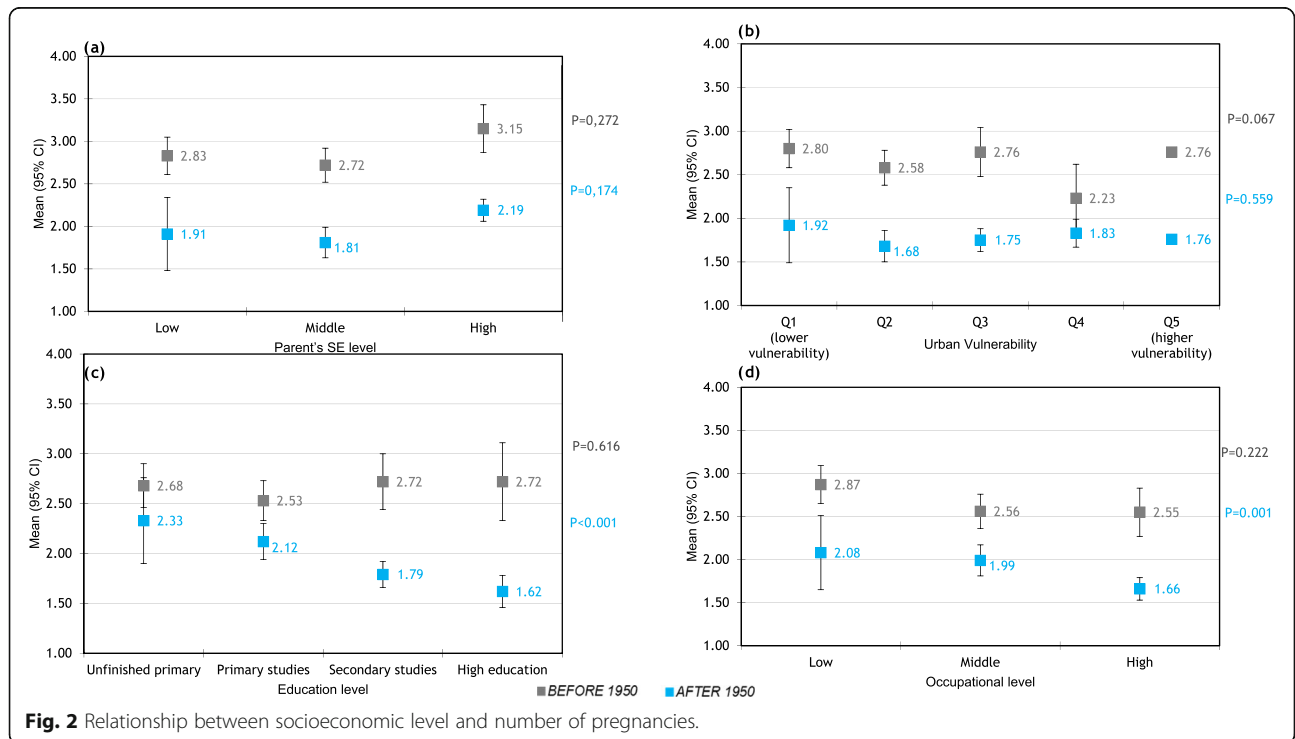 (a)
4.00
3.50
3.00
2.50
2.00
1.50
1.00
Mean (95% CI)
2.83
2.72
3.15
1.91
1.81
2.19
P=0,272
P=0,174
Low Middle High
Parent's SE level
(b)
4.00
3.50
3.00
2.50
2.00
1.50
1.00
Mean (95% CI)
2.80
2.58
2.76
2.23
2.76
1.92
1.68
1.75
1.83
1.76
P=0.067
P=0.559
Q1 Q2 Q3 Q4 Q5
(lower (higher
vulnerability) vulnerability)
Urban Vulnerability
(c)
4.00
3.50
3.00
2.50
2.00
1.50
1.00
Mean (95% CI)
2.68
2.53
2.72
2.72
2.33
2.12
1.79
1.62
P=0.616
P<0.001
Unfinished primary Primary studies Secondary studies High education
Education level
(d)
4.00
3.50
3.00
2.50
2.00
1.50
1.00
Mean (95% CI)
2.87
2.56
2.55
2.08
1.99
1.66
P=0.222
P=0.001
Low Middle High
Occupational level
BEFORE 1950 AFTER 1950
Fig. 2 Relationship between socioeconomic level and number of pregnancies.